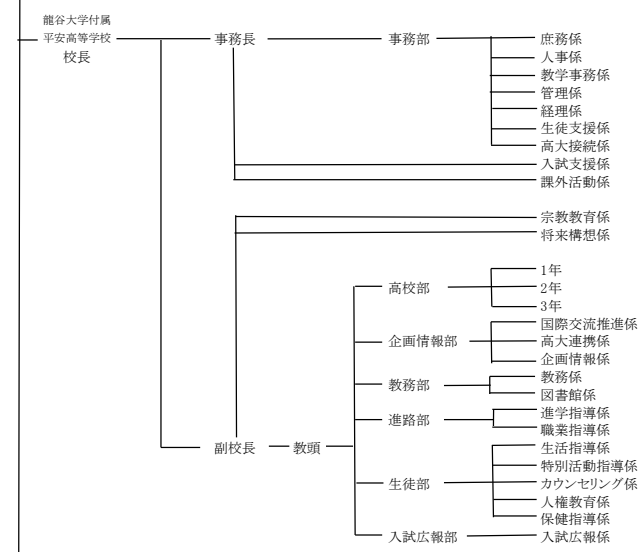 龍谷大学付属
平安高等学校
校長
事務長
事務部
庶務係
人事係
教学事務係
管理係
経理係
生徒支援係
高大接続係
入試支援係
課外活動係
宗教教育係
将来構想係
副校長
教頭
高校部
1年
2年
3年
企画情報部
国際交流推進係
高大連携係
企画情報係
教務部
教務係
図書館係
進路部
進学指導係
職業指導係
生徒部
生活指導係
特別活動指導係
カウンセリング係
人権教育係
保健指導係
入試広報部
入試広報係